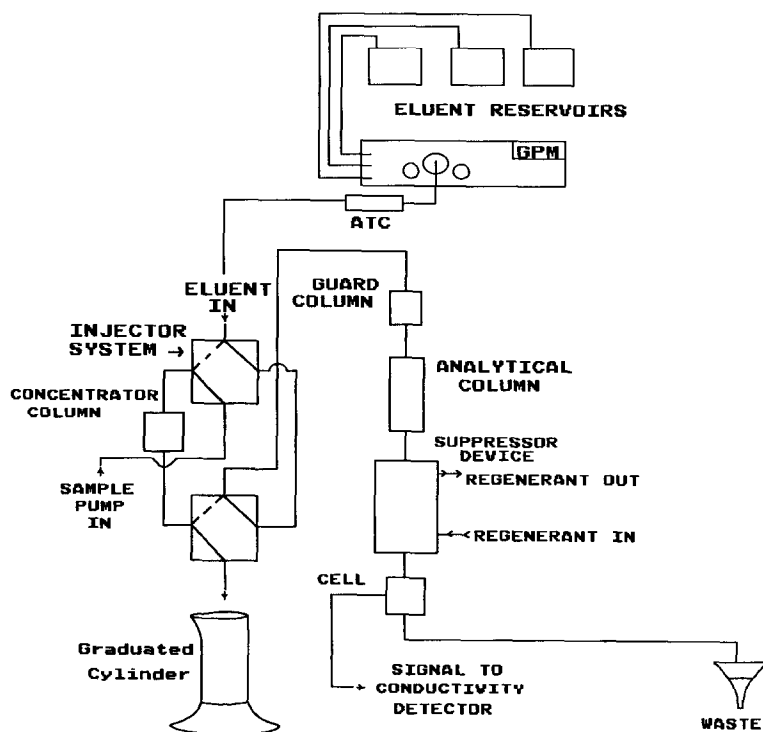 ELUENT RESERVOIRS
GPM
ATC
ELUENT
IN
GUARD
COLUMN
INJECTOR
SYSTEM
ANALYTICAL
COLUMN
CONCENTRATOR
COLUMN
SUPPRESSOR
DEVICE
REGENERANT OUT
SAMPLE
PUMP
IN
REGENERANT IN
CELL
Graduated
Cylinder
SIGNAL TO
CONDUCTIVITY
DETECTOR
WASTE